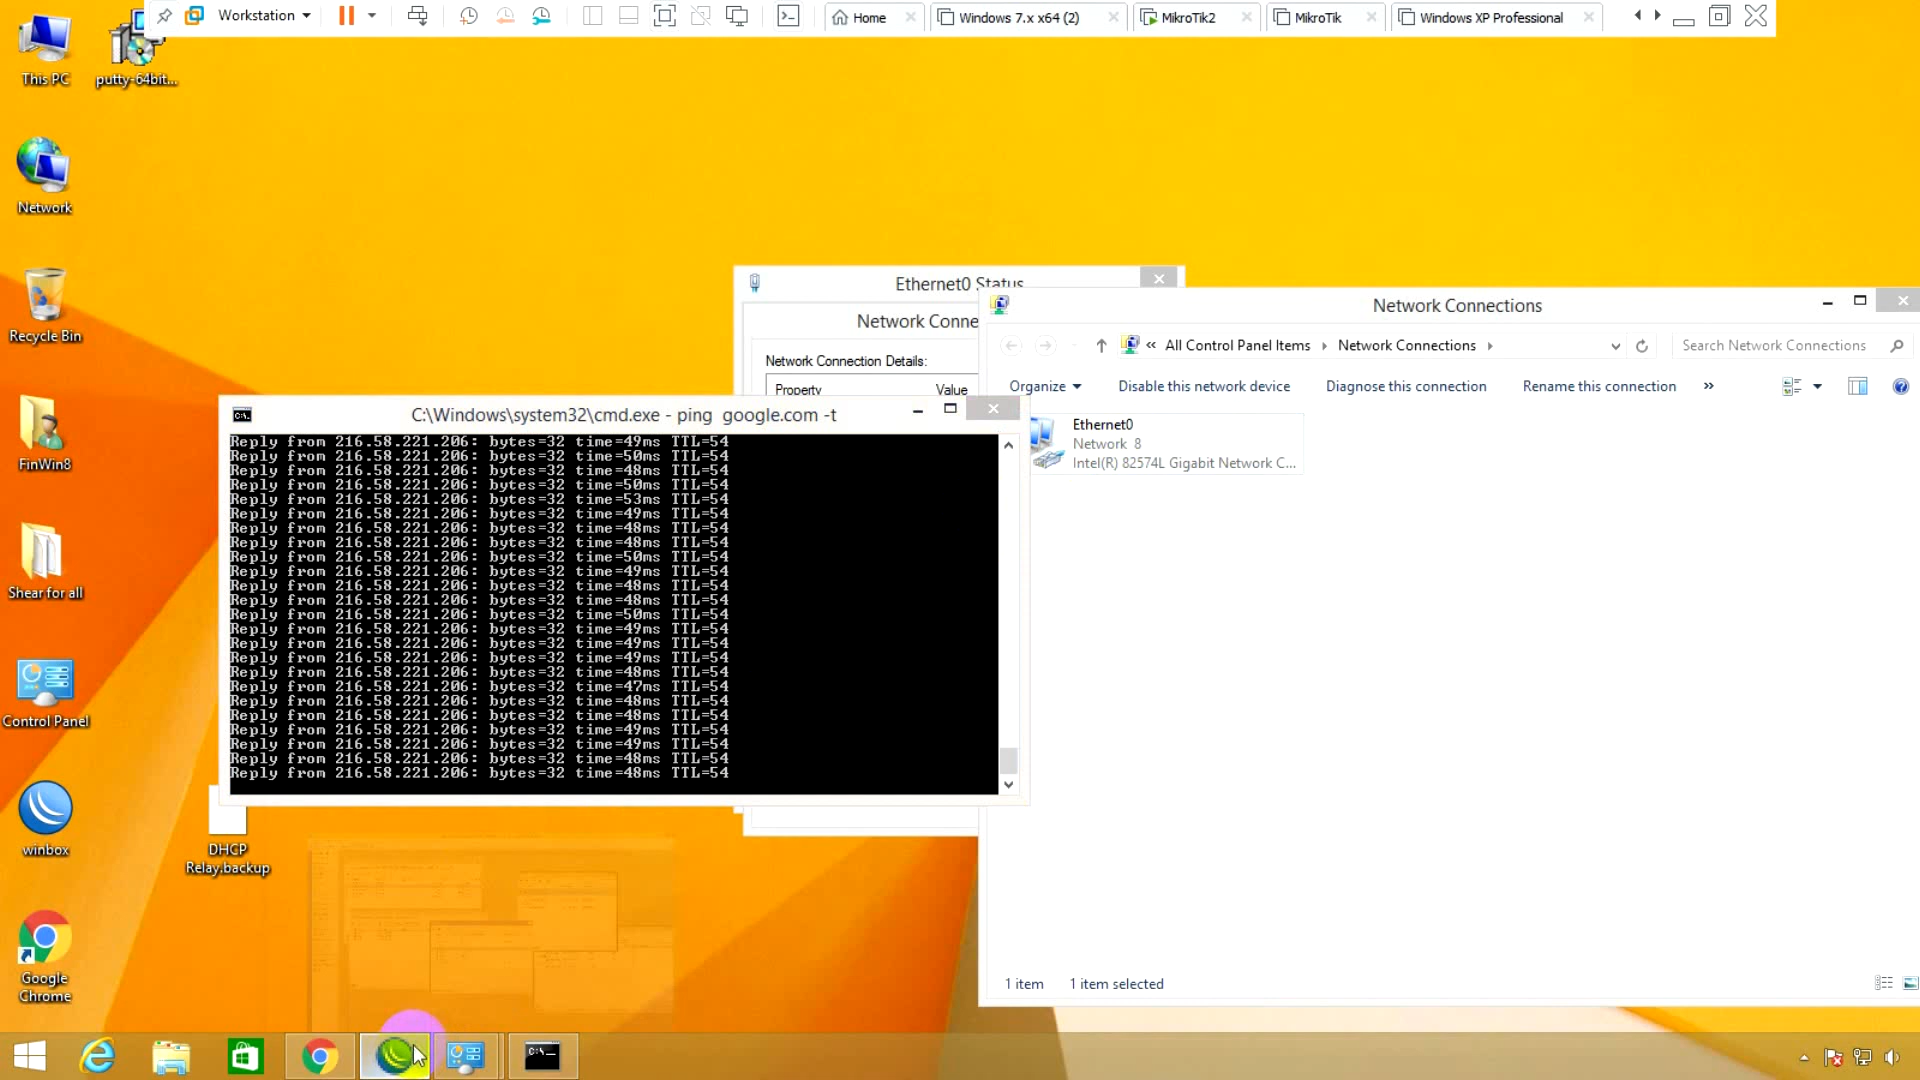 Workstation
Home
Windows 7.x x64 (2)
MikroTik2
MikroTik
Windows XP Professional
This PC
putty-64bit...
Network
Recycle Bin
FinWin8
Shear for all
Control Panel
winbox
DHCP
Relay.backup
Google
Chrome
Ethernet0 Status
Network Conne
Network Connection Details:
Property
Value
Network Connections
« All Control Panel Items
Network Connections
Search Network Connections
Organize
Disable this network device
Diagnose this connection
Rename this connection
»
Ethernet0
Network 8
Intel(R) 82574L Gigabit Network C...
1 item
1 item selected
C:\Windows\system32\cmd.exe - ping google.com -t
Reply from 216.58.221.206: bytes=32 time=49ms TTL=54
Reply from 216.58.221.206: bytes=32 time=50ms TTL=54
Reply from 216.58.221.206: bytes=32 time=48ms TTL=54
Reply from 216.58.221.206: bytes=32 time=50ms TTL=54
Reply from 216.58.221.206: bytes=32 time=53ms TTL=54
Reply from 216.58.221.206: bytes=32 time=49ms TTL=54
Reply from 216.58.221.206: bytes=32 time=48ms TTL=54
Reply from 216.58.221.206: bytes=32 time=48ms TTL=54
Reply from 216.58.221.206: bytes=32 time=50ms TTL=54
Reply from 216.58.221.206: bytes=32 time=49ms TTL=54
Reply from 216.58.221.206: bytes=32 time=48ms TTL=54
Reply from 216.58.221.206: bytes=32 time=48ms TTL=54
Reply from 216.58.221.206: bytes=32 time=50ms TTL=54
Reply from 216.58.221.206: bytes=32 time=49ms TTL=54
Reply from 216.58.221.206: bytes=32 time=49ms TTL=54
Reply from 216.58.221.206: bytes=32 time=49ms TTL=54
Reply from 216.58.221.206: bytes=32 time=48ms TTL=54
Reply from 216.58.221.206: bytes=32 time=47ms TTL=54
Reply from 216.58.221.206: bytes=32 time=48ms TTL=54
Reply from 216.58.221.206: bytes=32 time=48ms TTL=54
Reply from 216.58.221.206: bytes=32 time=49ms TTL=54
Reply from 216.58.221.206: bytes=32 time=49ms TTL=54
Reply from 216.58.221.206: bytes=32 time=48ms TTL=54
Reply from 216.58.221.206: bytes=32 time=48ms TTL=54